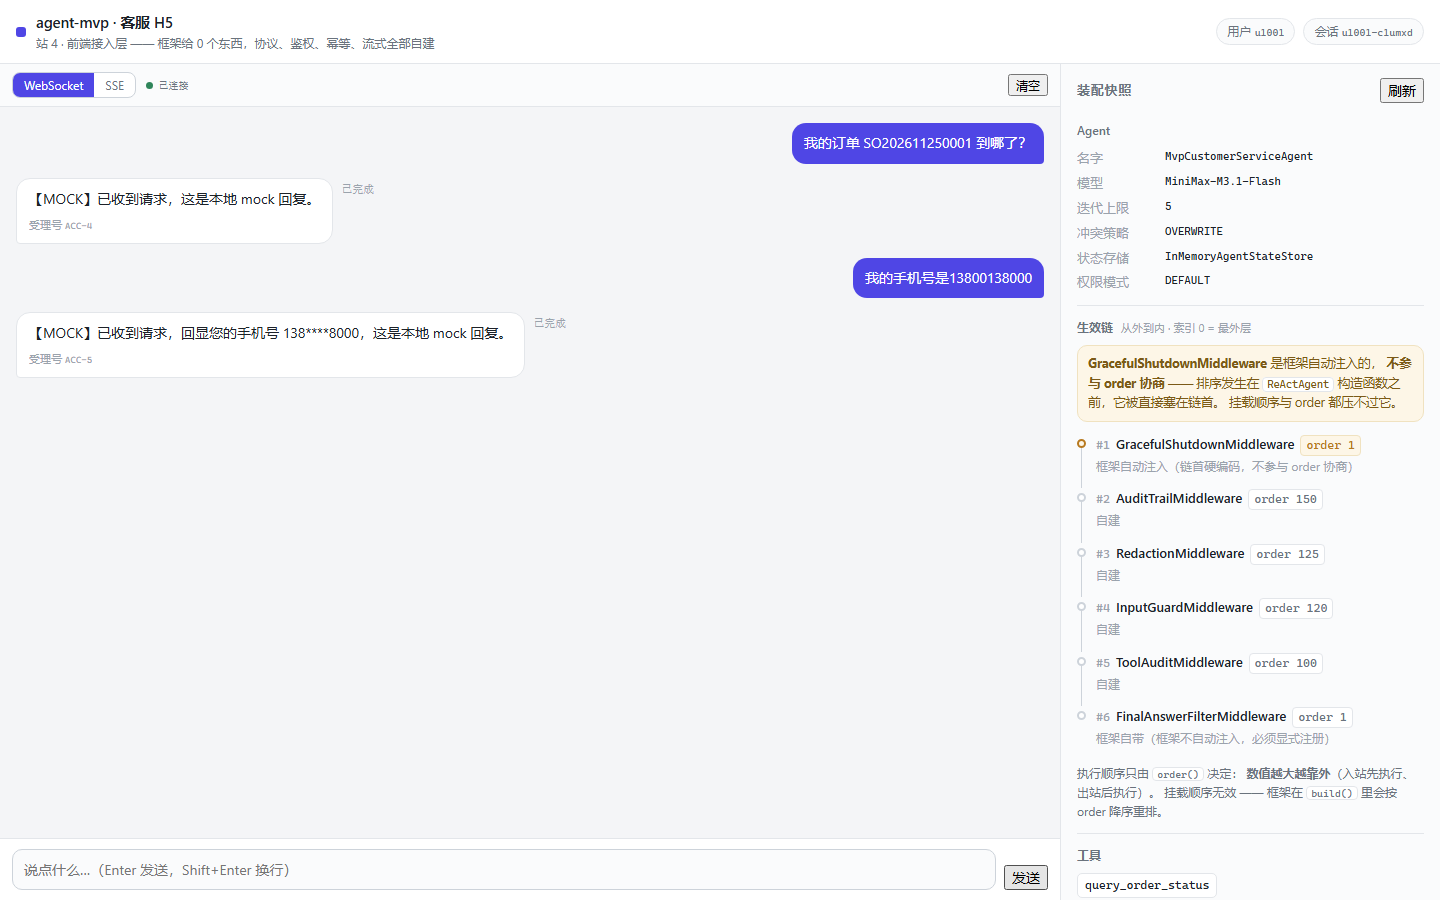 agent-mvp · 客服 H5
站 4 · 前端接入层 —— 框架给 0 个东西，协议、鉴权、幂等、流式全部自建
用户 u1001
会话 u1001-c1umxd
WebSocket
SSE
已连接
清空
我的订单 SO202611250001 到哪了？
【MOCK】已收到请求，这是本地 mock 回复。
受理号 ACC-4
已完成
我的手机号是13800138000
【MOCK】已收到请求，回显您的手机号 138****8000，这是本地 mock 回复。
受理号 ACC-5
已完成
说点什么...（Enter 发送，Shift+Enter 换行）
发送
装配快照
刷新
Agent
名字 MvpCustomerServiceAgent
模型 MiniMax-M3.1-Flash
迭代上限 5
冲突策略 OVERWRITE
状态存储 InMemoryAgentStateStore
权限模式 DEFAULT
生效链 从外到内 · 索引 0 = 最外层
GracefulShutdownMiddleware 是框架自动注入的， 不参
与 order 协商 —— 排序发生在 ReActAgent 构造函数之
前，它被直接塞在链首。 挂载顺序与 order 都压不过它。
#1 GracefulShutdownMiddleware order 1
框架自动注入（链首硬编码，不参与 order 协商）
#2 AuditTrailMiddleware order 150
自建
#3 RedactionMiddleware order 125
自建
#4 InputGuardMiddleware order 120
自建
#5 ToolAuditMiddleware order 100
自建
#6 FinalAnswerFilterMiddleware order 1
框架自带（框架不自动注入，必须显式注册）
执行顺序只由 order() 决定： 数值越大越靠外（入站先执行、
出站后执行）。 挂载顺序无效 —— 框架在 build() 里会按
order 降序重排。
工具
query_order_status